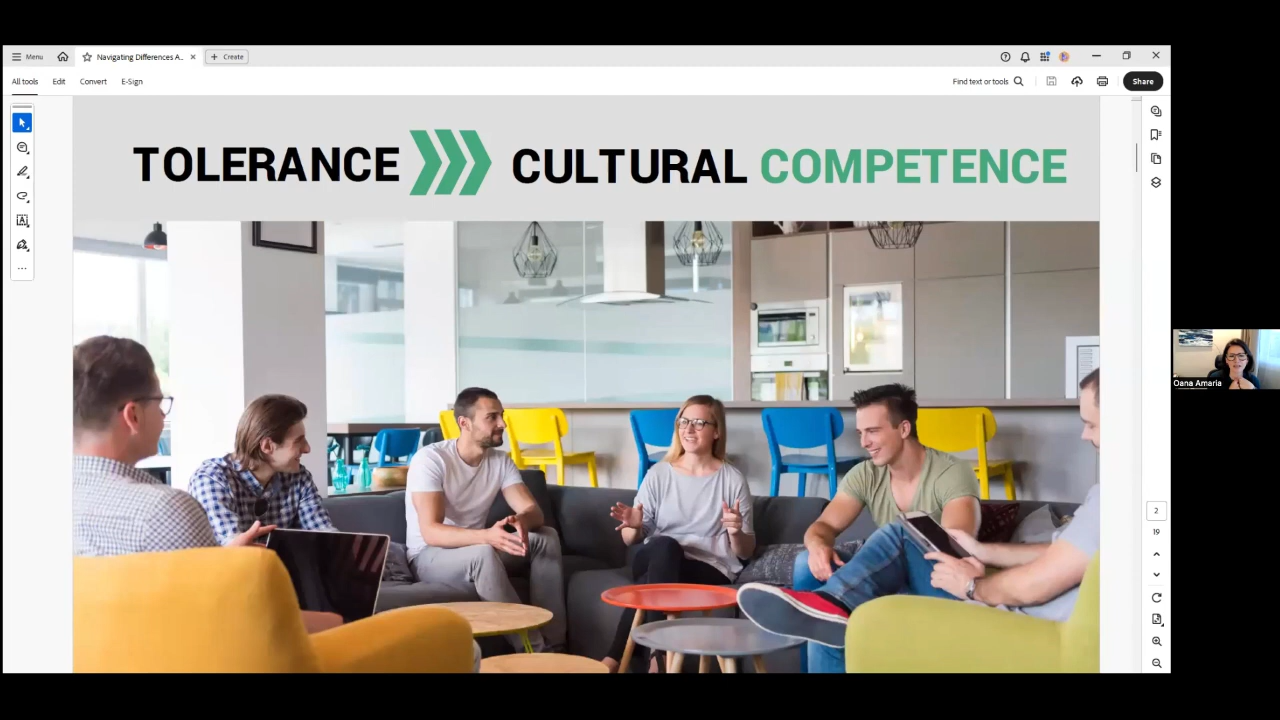 Menu
Navigating Differences A..
Create
All tools
Edit
Convert
E-Sign
Find text or tools
Share
TOLERANCE
CULTURAL COMPETENCE
2
19
Oana Amaria